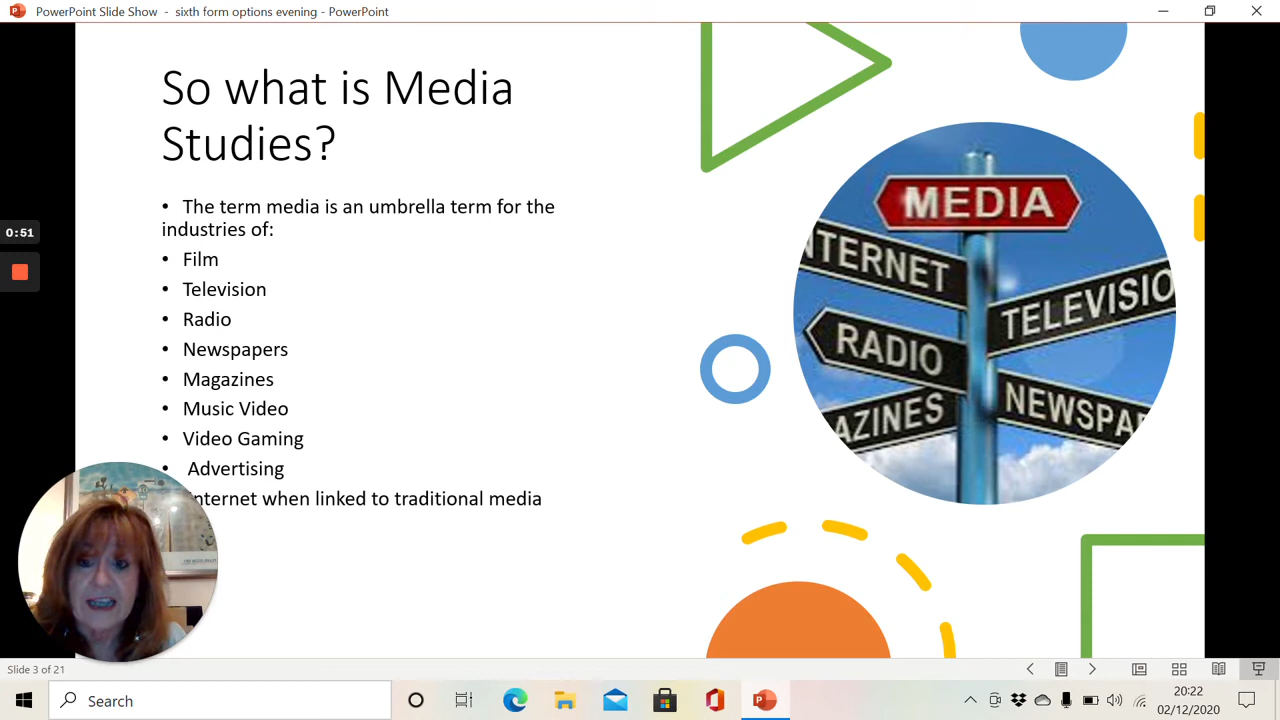 PowerPoint Slide Show - sixth form options evening - PowerPoint
So what is Media
Studies?
• The term media is an umbrella term for the
industries of:
• Film
• Television
• Radio
• Newspapers
• Magazines
• Music Video
• Video Gaming
• Advertising
nternet when linked to traditional media
MEDIA
NTERNET
TELEVISIO
RADIO
AZINES
NEWSPA
0:51
Slide 3 of 21
Search
20:22
02/12/2020